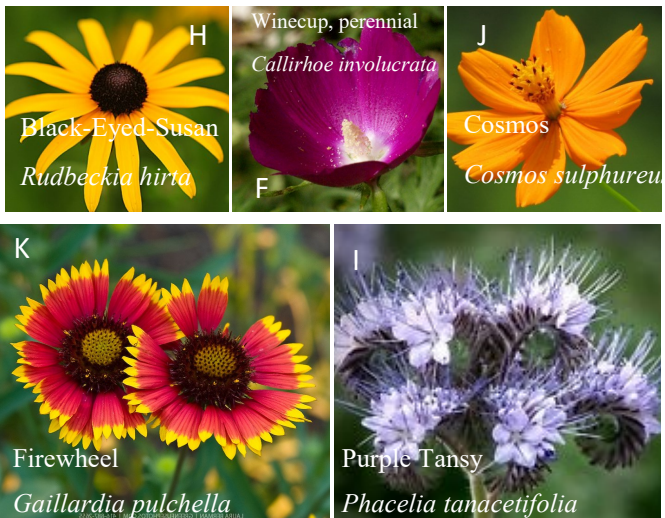 H
Black-Eyed-Susan
Rudbeckia hirta
Winecup, perennial
Callirhoe involucrata
F
J
Cosmos
Cosmos sulphureus
K
Firewheel
Gaillardia pulchella
I
Purple Tansy
Phacelia tanacetifolia